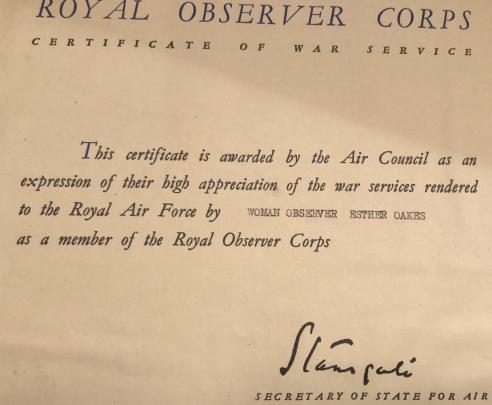 ROYAL OBSERVER CORPS
CERTIFICATE OF WAR SERVICE
This certificate is awarded by the Air Council as an
expression of their high appreciation of the war services rendered
to the Royal Air Force by WOMAN OBSERVER ESTHER OAKES
as a member of the Royal Observer Corps
Stansgate
SECRETARY OF STATE FOR AIR